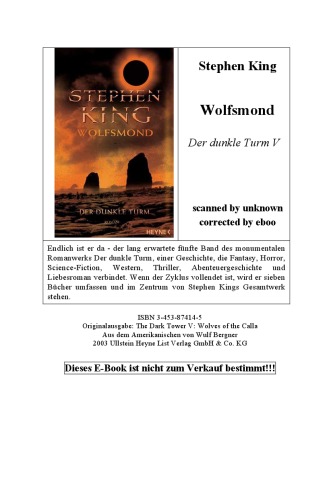 STEPHEN
KING
WOLFSMOND
DER DUNKLE TURM
ROMAN
HEYNE
Stephen King
Wolfsmond
Der dunkle Turm V
scanned by unknown
corrected by eboo
Endlich ist er da - der lang erwartete fünfte Band des monumentalen
Romanwerks Der dunkle Turm, einer Geschichte, die Fantasy, Horror,
Science-Fiction, Western, Thriller, Abenteuergeschichte und
Liebesroman verbindet. Wenn der Zyklus vollendet ist, wird er sieben
Bücher umfassen und im Zentrum von Stephen Kings Gesamtwerk
stehen.
ISBN 3-453-87414-5
Originalausgabe: The Dark Tower V: Wolves of the Calla
Aus dem Amerikanischen von Wulf Bergner
2003 Ullstein Heyne List Verlag GmbH & Co. KG
Dieses E-Book ist nicht zum Verkauf bestimmt!!!